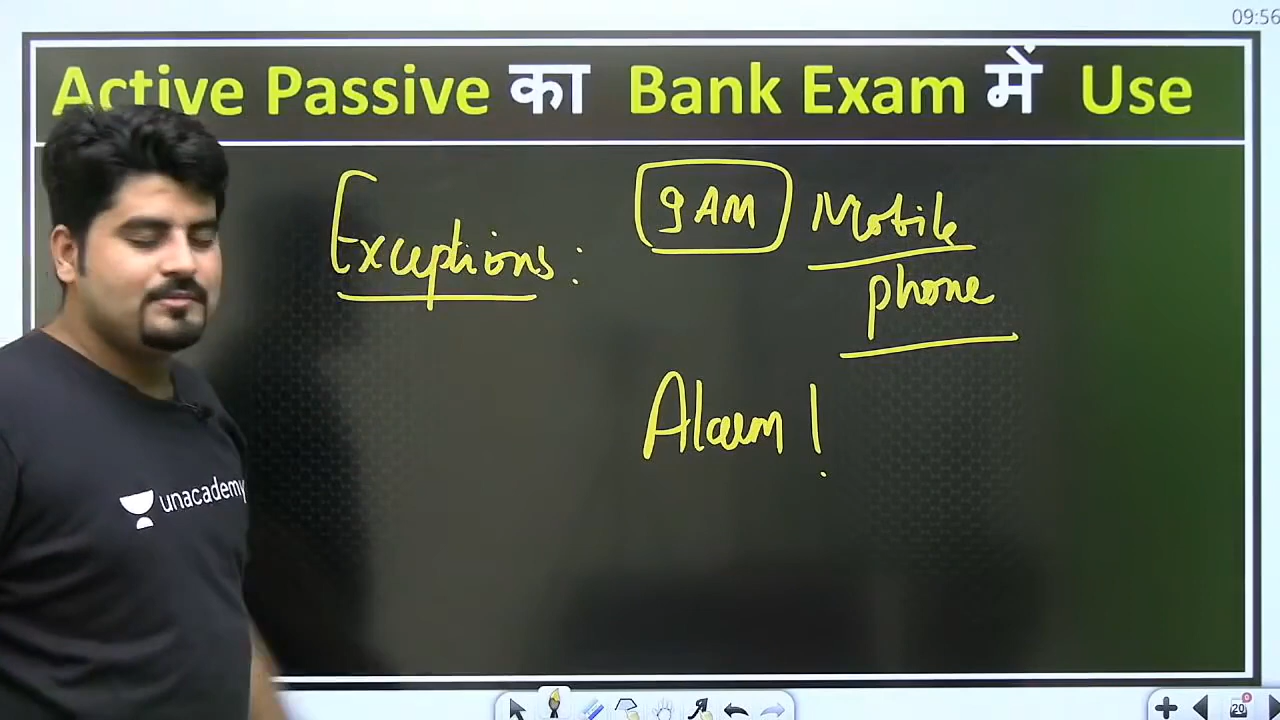 09:56
Active Passive का Bank Exam में Use
Exceptions: 9 AM Mobile
phone
Alarm!
unacademy
20